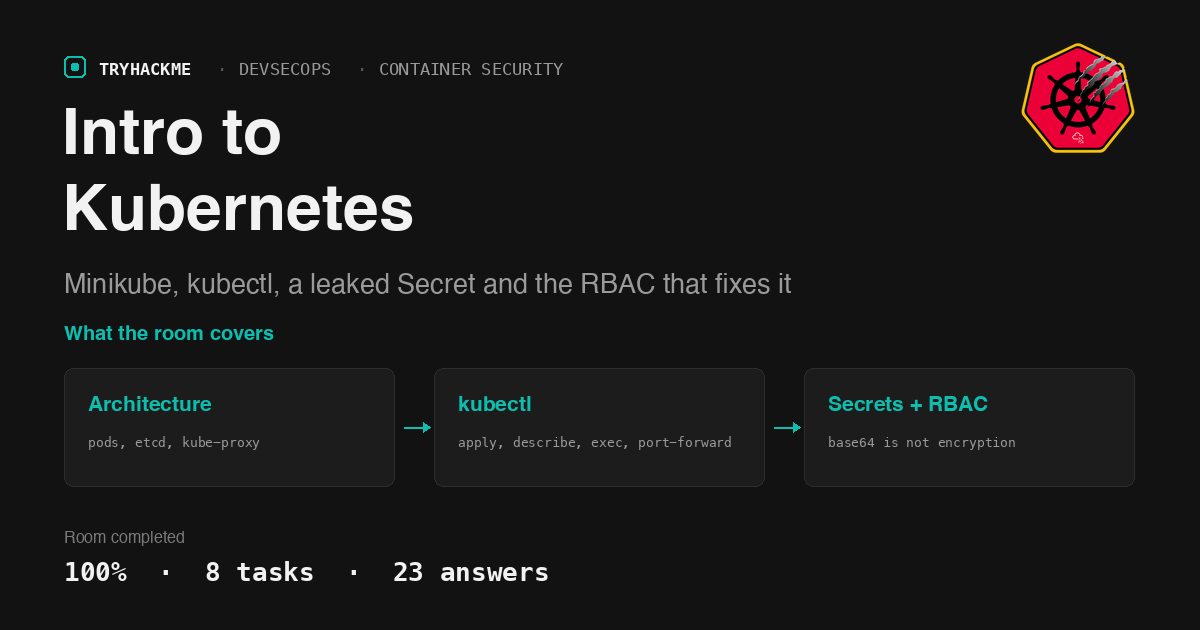 TRYHACKME · DEVSECOPS · CONTAINER SECURITY
Intro to
Kubernetes
Minikube, kubectl, a leaked Secret and the RBAC that fixes it
What the room covers
Architecture
pods, etcd, kube-proxy
kubectl
apply, describe, exec, port-forward
Secrets + RBAC
base64 is not encryption
Room completed
100% · 8 tasks · 23 answers